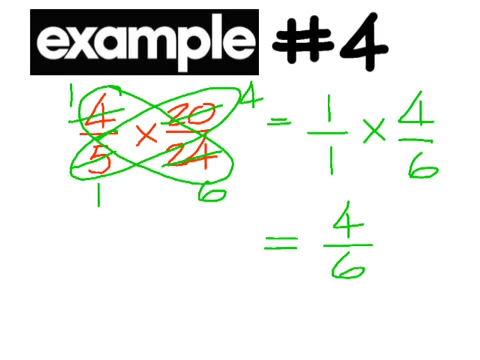 example #4
1 4
4/5 × 20/24 = 1/1 × 4/6
1 6
= 4/6